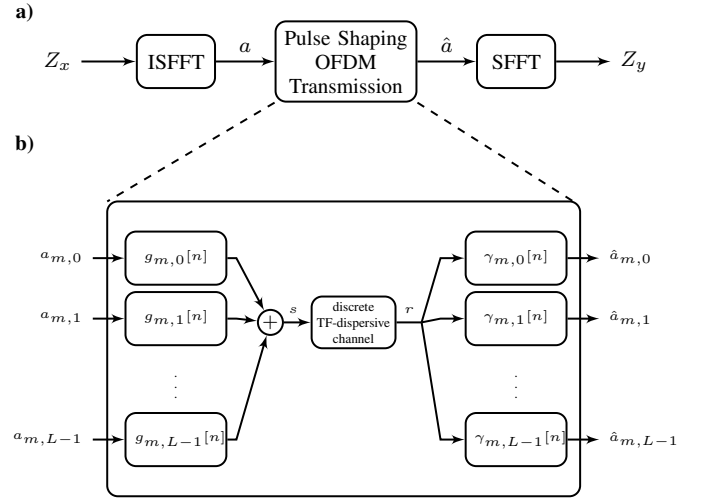 a)
Z_x
ISFFT
a
Pulse Shaping
OFDM
Transmission
â
SFFT
Z_y
b)
a_{m,0}
g_{m,0}[n]
γ_{m,0}[n]
â_{m,0}
a_{m,1}
g_{m,1}[n]
+
s
discrete
TF-dispersive
channel
r
γ_{m,1}[n]
â_{m,1}
⋮
⋮
a_{m,L−1}
g_{m,L−1}[n]
γ_{m,L−1}[n]
â_{m,L−1}